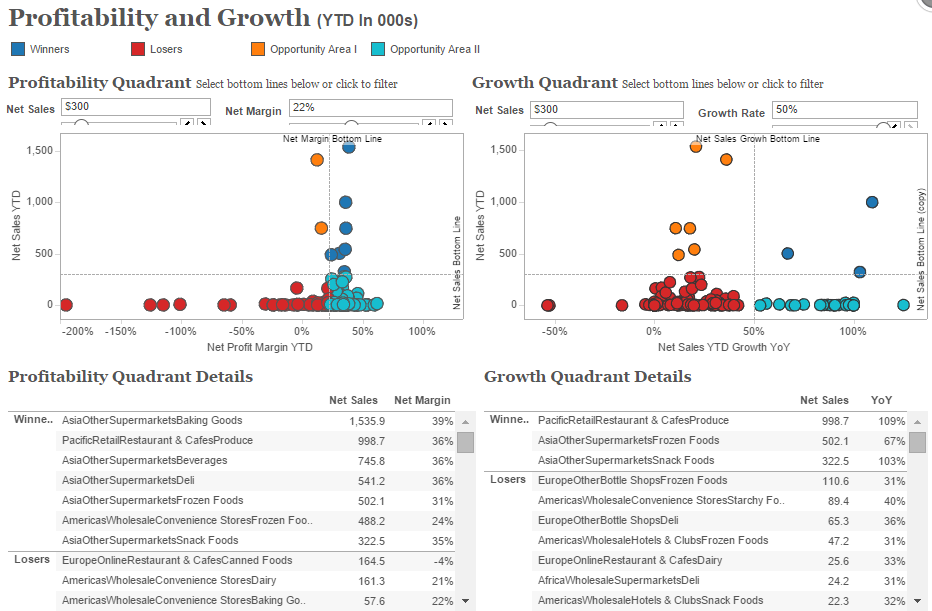 Profitability and Growth (YTD In 000s)
Winners Losers Opportunity Area I Opportunity Area II
Profitability Quadrant Select bottom lines below or click to filter
Net Sales $300 Net Margin 22%
Net Margin Bottom Line
Net Sales YTD
1,500
1,000
500
0
Net Sales Bottom Line
-200% -150% -100% -50% 0% 50% 100%
Net Profit Margin YTD
Growth Quadrant Select bottom lines below or click to filter
Net Sales $300 Growth Rate 50%
Net Sales Growh Bottom Line
Net Sales YTD
1,500
1,000
500
0
Net Sales Bottom Line (copy)
-50% 0% 50% 100%
Net Sales YTD Growth YoY
Profitability Quadrant Details
Net Sales Net Margin
Winne.. AsiaOtherSupermarketsBaking Goods 1,535.9 39%
PacificRetailRestaurant & CafesProduce 998.7 36%
AsiaOtherSupermarketsBeverages 745.8 36%
AsiaOtherSupermarketsDeli 541.2 36%
AsiaOtherSupermarketsFrozen Foods 502.1 31%
AmericasWholesaleConvenience StoresFrozen Foo.. 488.2 24%
AsiaOtherSupermarketsSnack Foods 322.5 35%
Losers EuropeOnlineRestaurant & CafesCanned Foods 164.5 -4%
AmericasWholesaleConvenience StoresDairy 161.3 21%
AmericasWholesaleConvenience StoresBaking Go.. 57.6 22%
Growth Quadrant Details
Net Sales YoY
Winne.. PacificRetailRestaurant & CafesProduce 998.7 109%
AsiaOtherSupermarketsFrozen Foods 502.1 67%
AsiaOtherSupermarketsSnack Foods 322.5 103%
Losers EuropeOtherBottle ShopsFrozen Foods 110.6 31%
AmericasWholesaleConvenience StoresStarchy Fo.. 89.4 40%
EuropeOtherBottle ShopsDeli 65.3 36%
AmericasWholesaleHotels & ClubsFrozen Foods 47.2 31%
EuropeOnlineRestaurant & CafesDairy 25.6 33%
AfricaWholesaleSupermarketsDeli 24.2 31%
AmericasWholesaleHotels & ClubsSnack Foods 22.3 32%